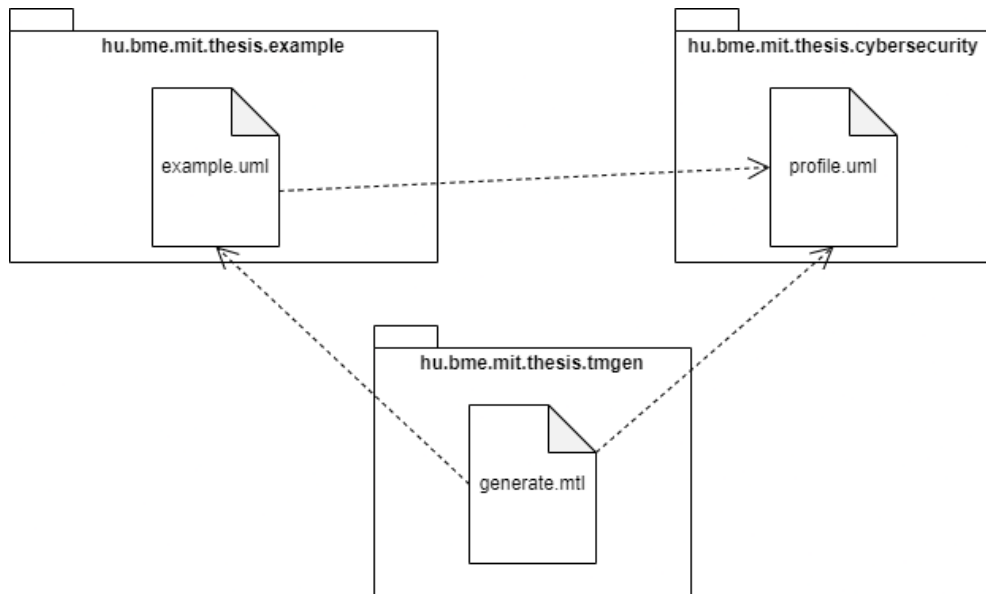 hu.bme.mit.thesis.example
hu.bme.mit.thesis.cybersecurity
example.uml
profile.uml
hu.bme.mit.thesis.tmgen
generate.mtl